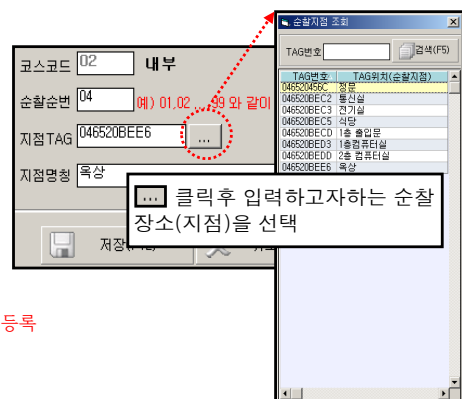 순찰지점 조회
TAG번호
검색(F5)
TAG번호 TAG위치(순찰지점)
046520456C 정문
046520BEC2 통신실
046520BEC3 전기실
046520BEC5 식당
046520BECD 1층 출입문
046520BED3 1층컴퓨터실
046520BEDD 2층 컴퓨터실
046520BEE6 옥상
코스코드 02 내부
순찰순번 04 예) 01,02 ... 99 와 같이
지점TAG 046520BEE6 ...
지점명칭 옥상
... 클릭후 입력하고자하는 순찰
장소(지점)을 선택
저장
등록